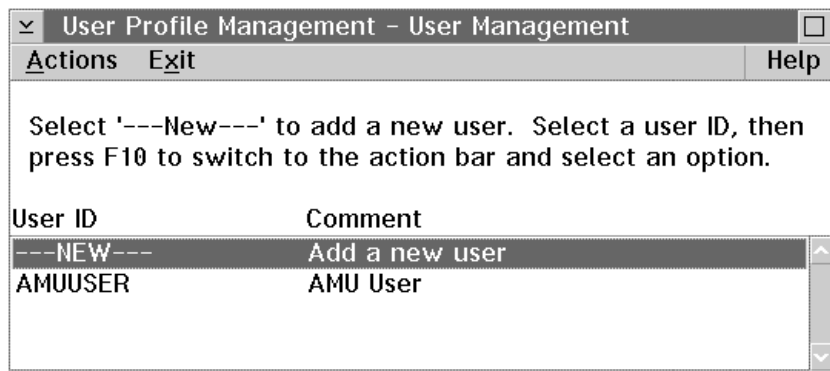 User Profile Management - User Management
Actions Exit Help
Select '---New---' to add a new user. Select a user ID, then
press F10 to switch to the action bar and select an option.
User ID Comment
---NEW--- Add a new user
AMUUSER AMU User